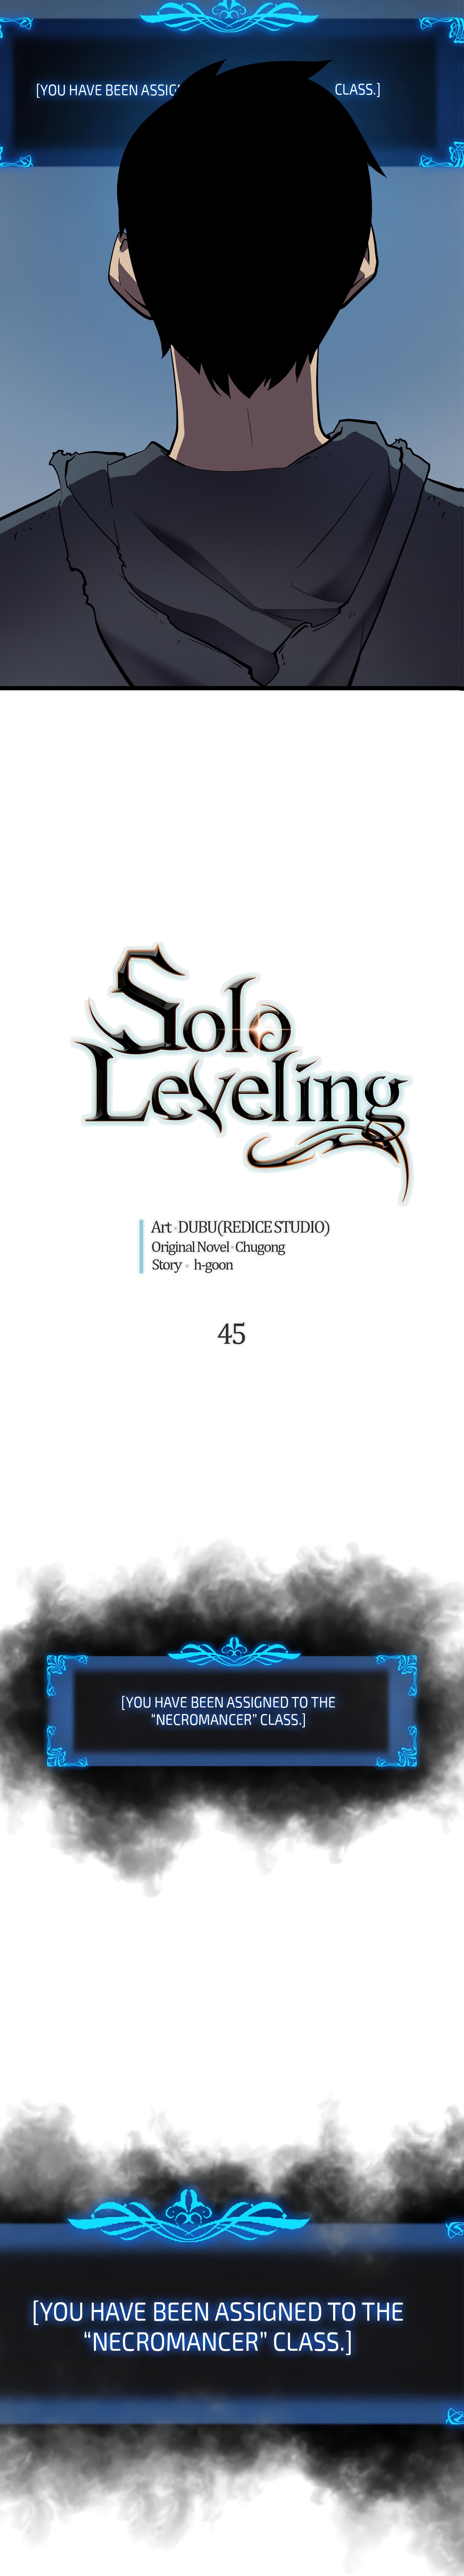 [YOU HAVE BEEN ASSIG CLASS.]
Solo
Leveling
Art • DUBU(REDICE STUDIO)
Original Novel • Chugong
Story • h-goon
45
[YOU HAVE BEEN ASSIGNED TO THE
“NECROMANCER” CLASS.]
[YOU HAVE BEEN ASSIGNED TO THE
“NECROMANCER” CLASS.]